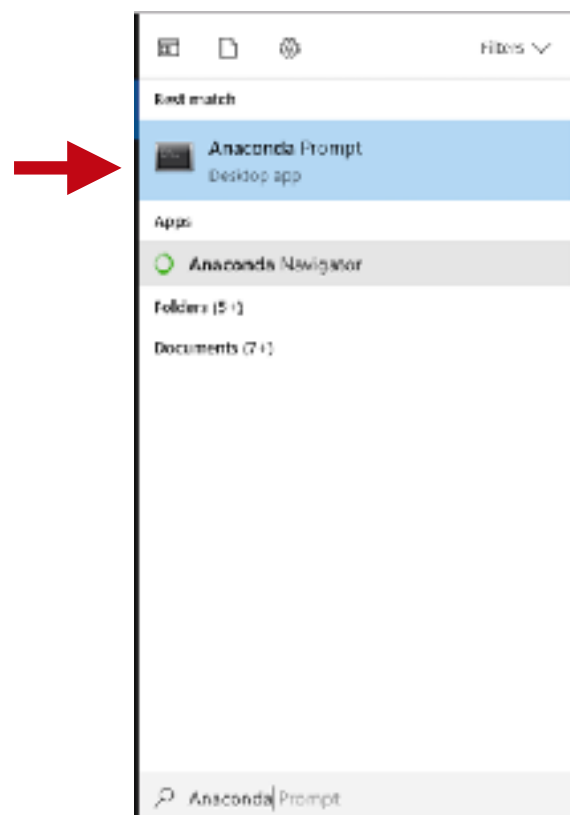 Filters
Best match
Anaconda Prompt
Desktop app
Apps
Anaconda Navigator
Folders (5+)
Documents (7+)
Anaconda Prompt